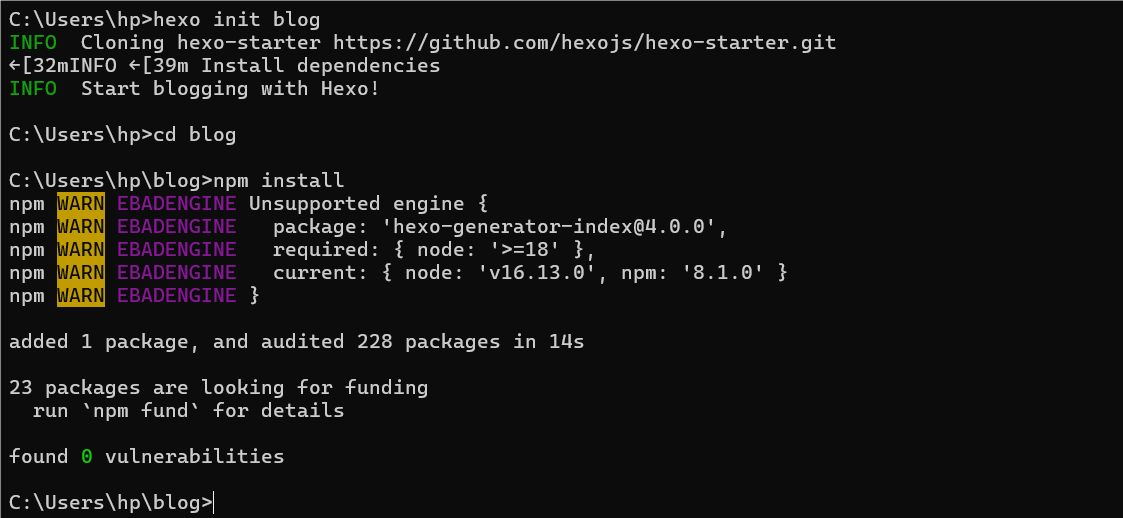 C:\Users\hp>hexo init blog
INFO  Cloning hexo-starter https://github.com/hexojs/hexo-starter.git
←[32mINFO ←[39m Install dependencies
INFO  Start blogging with Hexo!
C:\Users\hp>cd blog
C:\Users\hp\blog>npm install
npm WARN EBADENGINE Unsupported engine {
npm WARN EBADENGINE   package: 'hexo-generator-index@4.0.0',
npm WARN EBADENGINE   required: { node: '>=18' },
npm WARN EBADENGINE   current: { node: 'v16.13.0', npm: '8.1.0' }
npm WARN EBADENGINE }
added 1 package, and audited 228 packages in 14s
23 packages are looking for funding
  run `npm fund` for details
found 0 vulnerabilities
C:\Users\hp\blog>